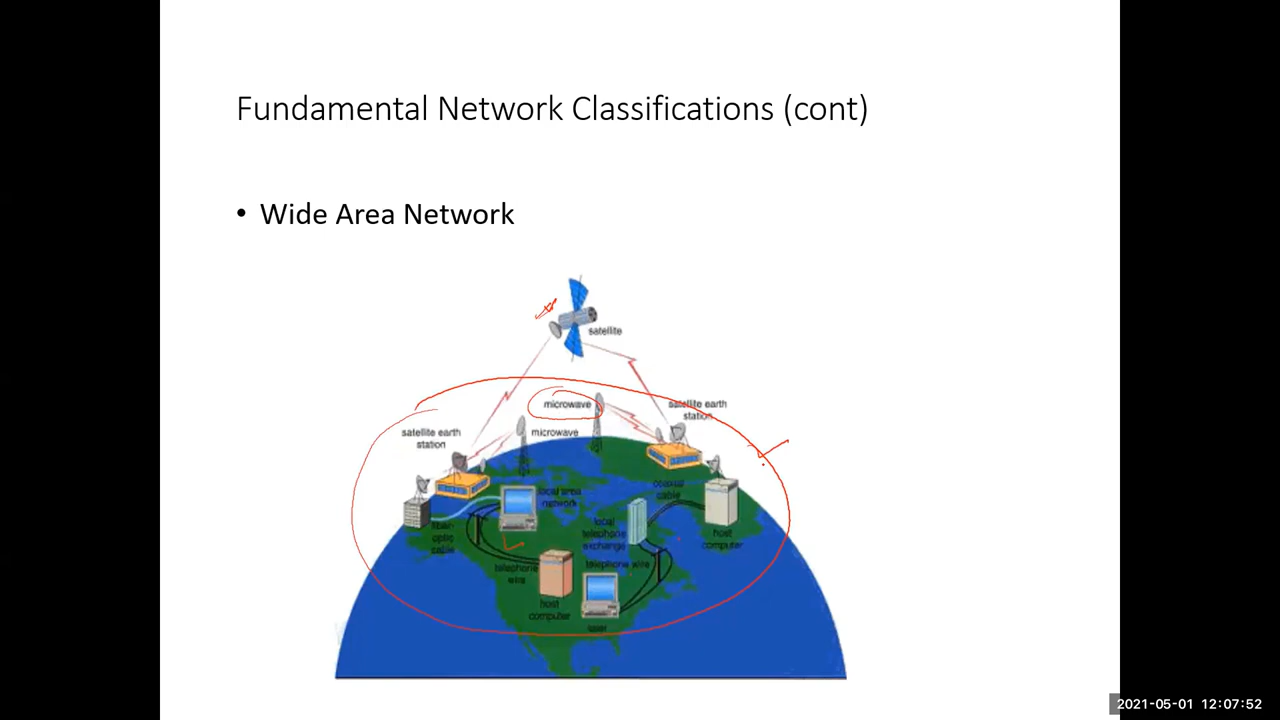 Fundamental Network Classifications (cont)
• Wide Area Network
satellite
microwave
satellite earth
station
satellite earth
station
microwave
local area
network
coaxial
cable
fiber-
optic
cable
local
telephone
exchange
host
computer
telephone
wire
telephone wire
host
computer
user
2021-05-01 12:07:52